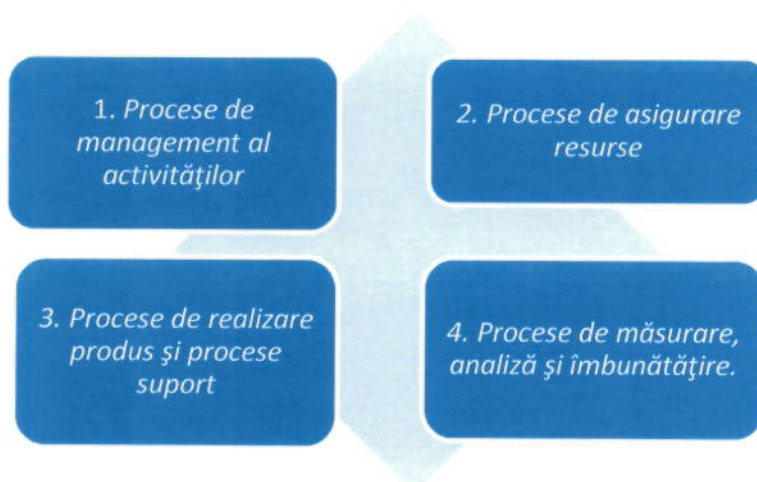 1. Procese de
management al
activităţilor
2. Procese de asigurare
resurse
3. Procese de realizare
produs şi procese
suport
4. Procese de măsurare,
analiză şi îmbunătăţire.